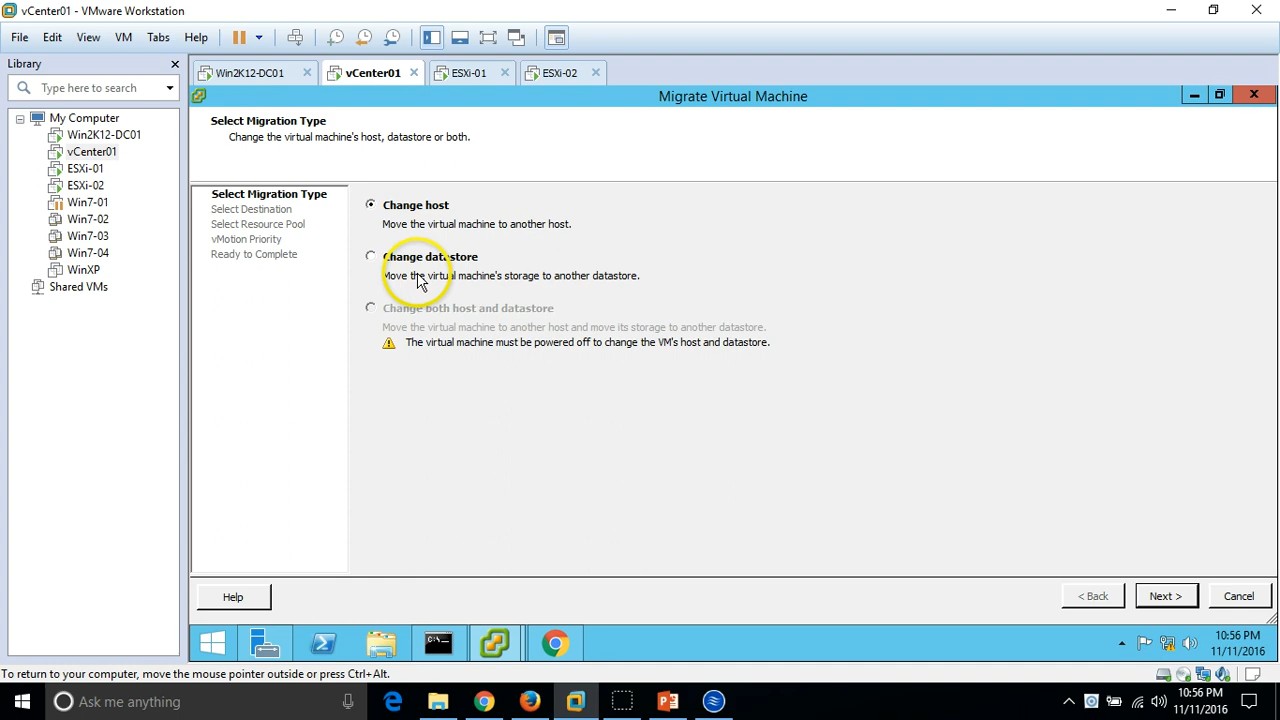 vCenter01 - VMware Workstation
File Edit View VM Tabs Help
Library
Type here to search
My Computer
Win2K12-DC01
vCenter01
ESXi-01
ESXi-02
Win7-01
Win7-02
Win7-03
Win7-04
WinXP
Shared VMs
Win2K12-DC01 vCenter01 ESXi-01 ESXi-02
Migrate Virtual Machine
Select Migration Type
Change the virtual machine's host, datastore or both.
Select Migration Type
Select Destination
Select Resource Pool
vMotion Priority
Ready to Complete
Change host
Move the virtual machine to another host.
Change datastore
Move the virtual machine's storage to another datastore.
Change both host and datastore
Move the virtual machine to another host and move its storage to another datastore.
The virtual machine must be powered off to change the VM's host and datastore.
Help < Back Next > Cancel
10:56 PM
11/11/2016
To return to your computer, move the mouse pointer outside or press Ctrl+Alt.
Ask me anything
10:56 PM
11/11/2016